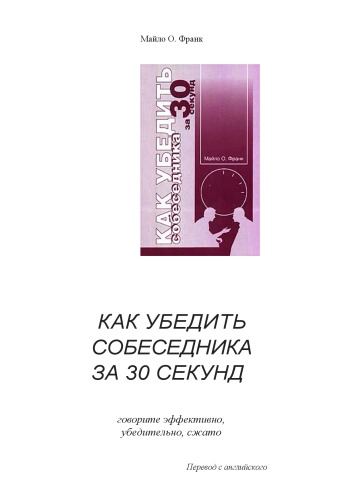 Майло О. Франк
КАК УБЕДИТЬ
собеседника
за 30 секунд
Майло О. Франк
КАК УБЕДИТЬ
СОБЕСЕДНИКА
ЗА 30 СЕКУНД
говорите эффективно,
убедительно, сжато
Перевод с английского